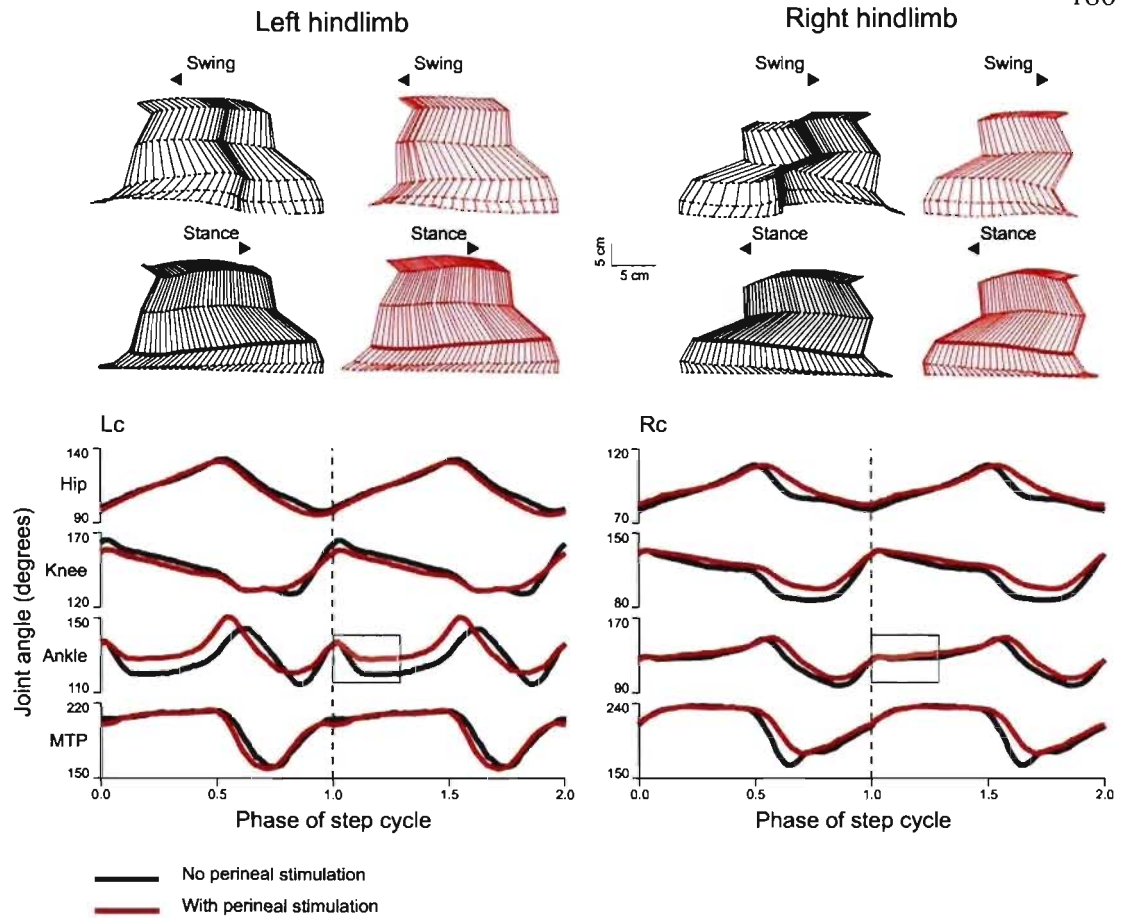 Left hindlimb
Right hindlimb
Swing
Swing
Swing
Swing
Stance
Stance
Stance
Stance
5 cm
5 cm
Lc
Rc
Joint angle (degrees)
140
Hip
90
170
Knee
120
150
Ankle
110
220
MTP
150
0.0 0.5 1.0 1.5 2.0
Phase of step cycle
120
70
150
80
170
90
240
150
0.0 0.5 1.0 1.5 2.0
Phase of step cycle
No perineal stimulation
With perineal stimulation